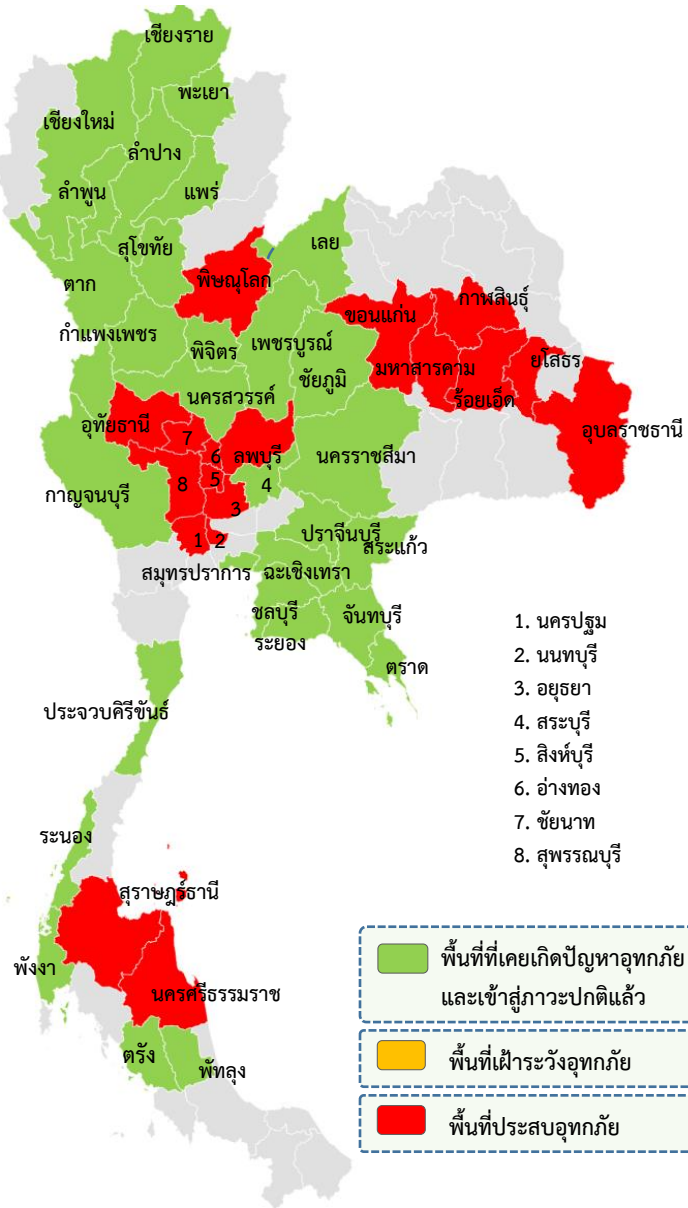 เชียงราย
พะเยา
เชียงใหม่
ลำปาง
ลำพูน
แพร่
สุโขทัย
เลย
ตาก
พิษณุโลก
กาฬสินธุ์
ขอนแก่น
กำแพงเพชร
พิจิตร
เพชรบูรณ์
ยโสธร
มหาสารคาม
ชัยภูมิ
นครสวรรค์
ร้อยเอ็ด
อุทัยธานี
อุบลราชธานี
7
6
ลพบุรี
นครราชสีมา
8
5
4
กาญจนบุรี
3
ปราจีนบุรี
1
2
สระแก้ว
สมุทรปราการ
ฉะเชิงเทรา
ชลบุรี
จันทบุรี
ระยอง
ตราด
1. นครปฐม
2. นนทบุรี
3. อยุธยา
4. สระบุรี
5. สิงห์บุรี
6. อ่างทอง
7. ชัยนาท
8. สุพรรณบุรี
ประจวบคิรีขันธ์
ระนอง
สุราษฎร์ธานี
พังงา
นครศรีธรรมราช
ตรัง
พัทลุง
พื้นที่ที่เคยเกิดปัญหาอุทกภัย
และเข้าสู่ภาวะปกติแล้ว
พื้นที่เฝ้าระวังอุทกภัย
พื้นที่ประสบอุทกภัย